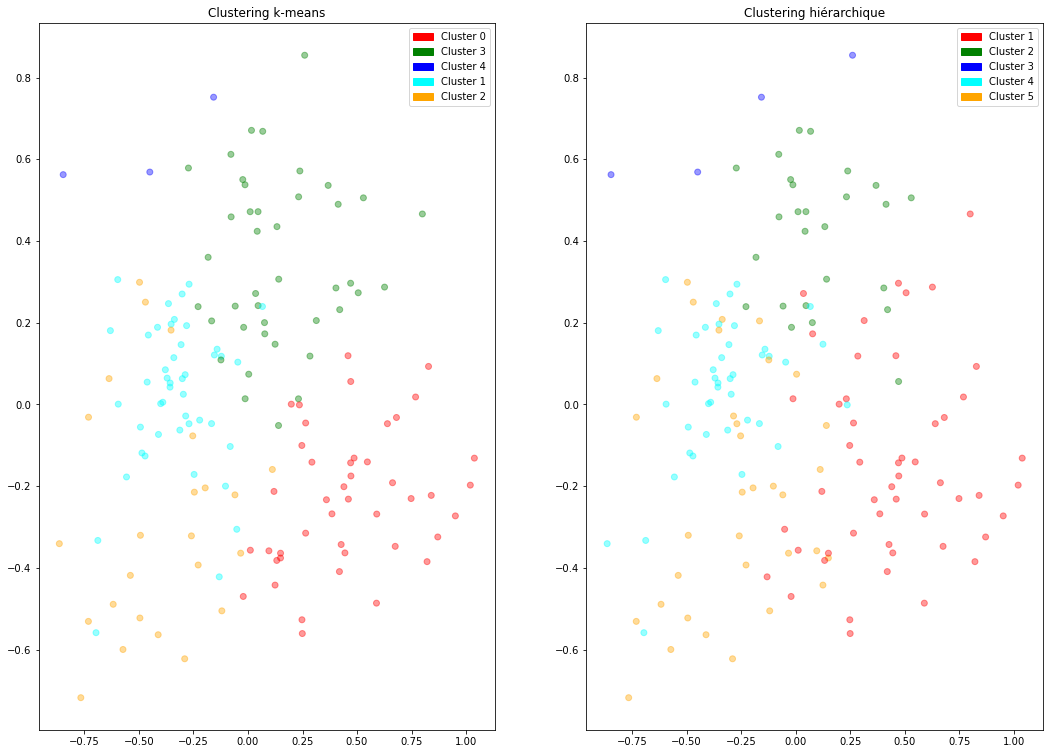 Clustering k-means
Cluster 0
Cluster 3
Cluster 4
Cluster 1
Cluster 2
0.8
0.6
0.4
0.2
0.0
−0.2
−0.4
−0.6
−0.75 −0.50 −0.25 0.00 0.25 0.50 0.75 1.00
Clustering hiérarchique
Cluster 1
Cluster 2
Cluster 3
Cluster 4
Cluster 5
0.8
0.6
0.4
0.2
0.0
−0.2
−0.4
−0.6
−0.75 −0.50 −0.25 0.00 0.25 0.50 0.75 1.00